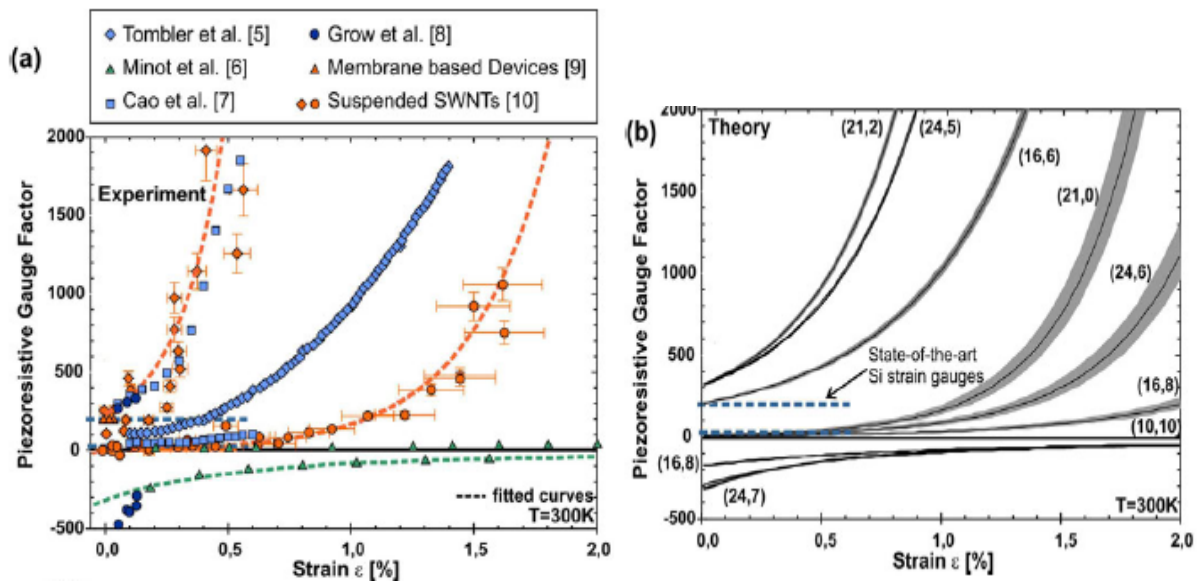 (a)
Tombler et al. [5]
Grow et al. [8]
Minot et al. [6]
Membrane based Devices [9]
Cao et al. [7]
Suspended SWNTs [10]
Piezoresistive Gauge Factor
2000
1500
1000
500
0
-500
Experiment
fitted curves
T=300K
0,0
0,5
1,0
1,5
2,0
Strain ε [%]
(b)
Piezoresistive Gauge Factor
2000
1500
1000
500
0
-500
Theory
(21,2)
(24,5)
(16,6)
(21,0)
(24,6)
State-of-the-art
Si strain gauges
(16,8)
(10,10)
(16,8)
(24,7)
T=300K
0,0
0,5
1,0
1,5
2,0
Strain ε [%]